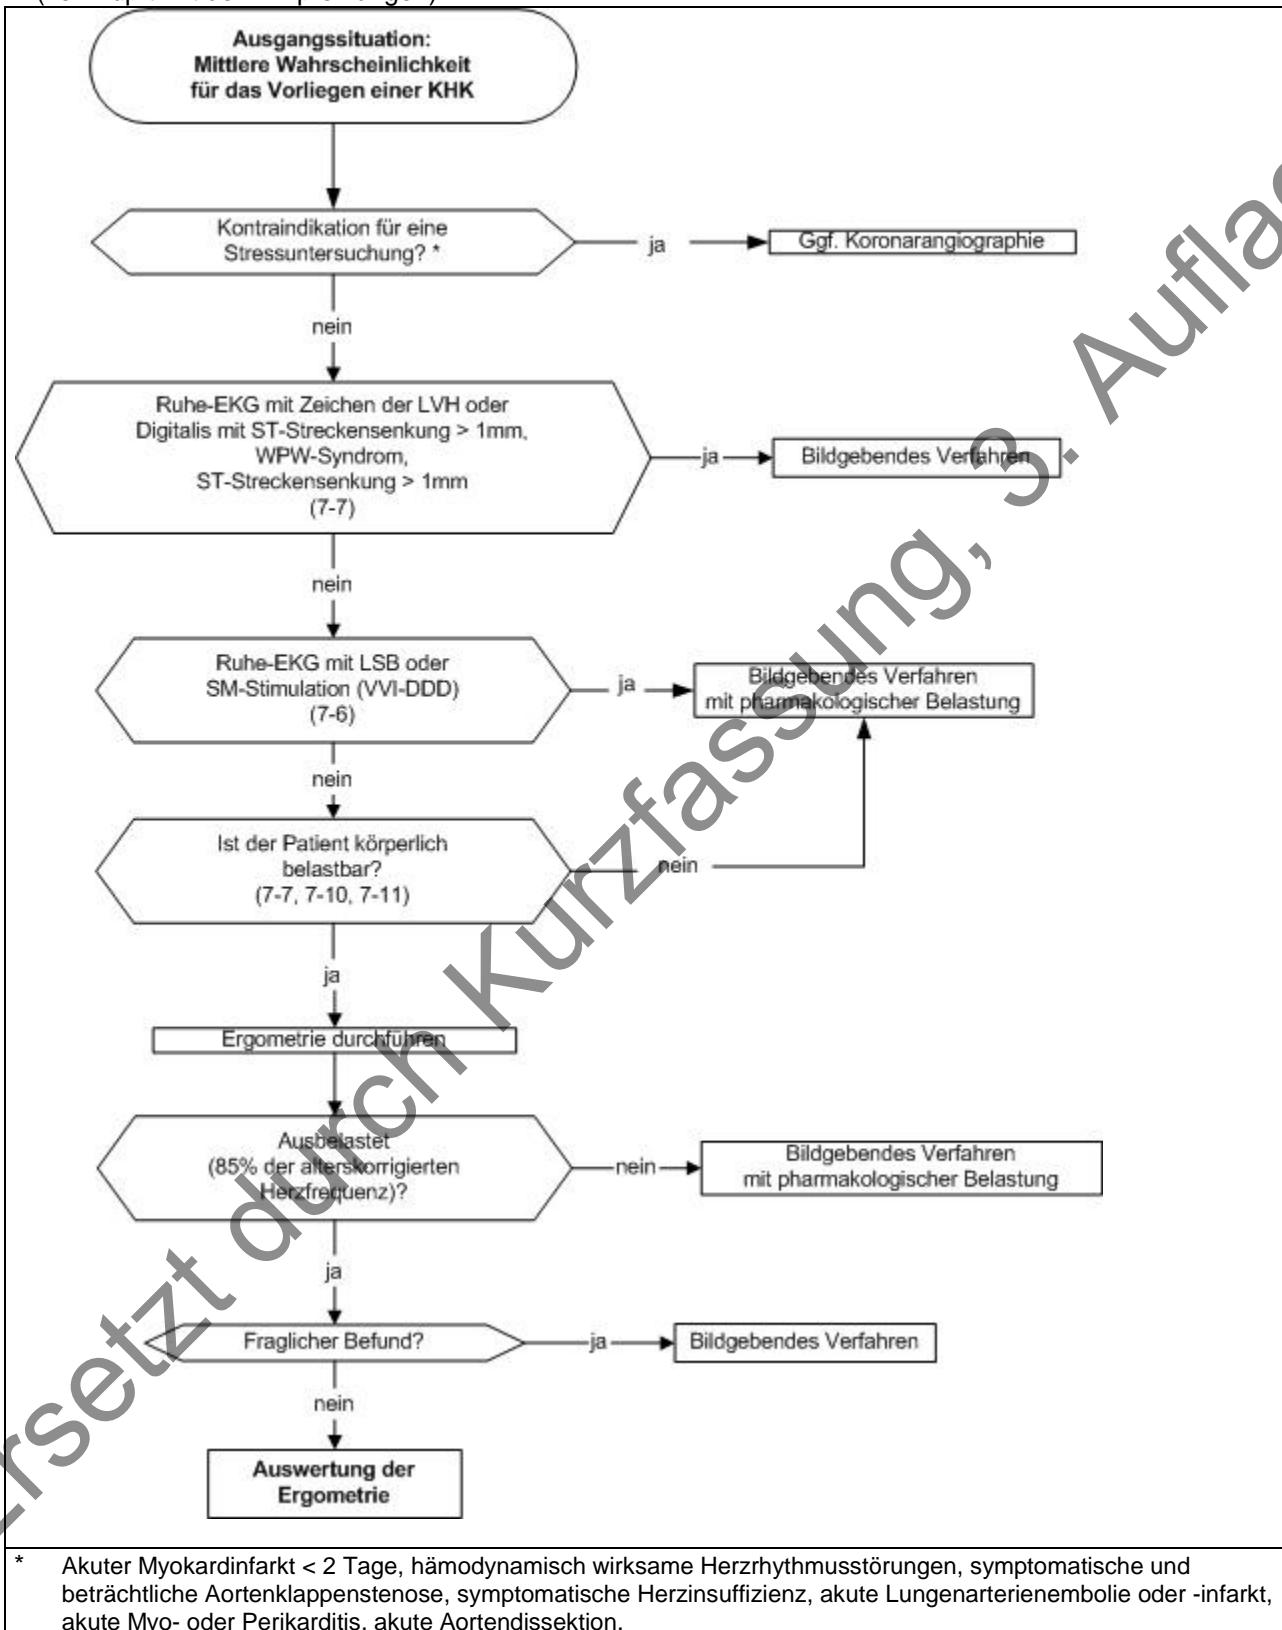 Ausgangssituation:
Mittlere Wahrscheinlichkeit
für das Vorliegen einer KHK
Kontraindikation für eine
Stressuntersuchung? *
ja
Ggf. Koronarangiographie
nein
Ruhe-EKG mit Zeichen der LVH oder
Digitalis mit ST-Streckensenkung > 1mm,
WPW-Syndrom,
ST-Streckensenkung > 1mm
(7-7)
ja
Bildgebendes Verfahren
nein
Ruhe-EKG mit LSB oder
SM-Stimulation (VVI-DDD)
(7-6)
ja
Bildgebendes Verfahren
mit pharmakologischer Belastung
nein
Ist der Patient körperlich
belastbar?
(7-7, 7-10, 7-11)
nein
ja
Ergometrie durchführen
Ausbelastet
(85% der alterskorrigierten
Herzfrequenz)?
nein
Bildgebendes Verfahren
mit pharmakologischer Belastung
ja
Fraglicher Befund?
ja
Bildgebendes Verfahren
nein
Auswertung der
Ergometrie
* Akuter Myokardinfarkt < 2 Tage, hämodynamisch wirksame Herzrhythmusstörungen, symptomatische und
beträchtliche Aortenklappenstenose, symptomatische Herzinsuffizienz, akute Lungenarterienembolie oder -infarkt,
akute Myo- oder Perikarditis, akute Aortendissektion.
ersetzt durch Kurzfassung, 3. Auflag